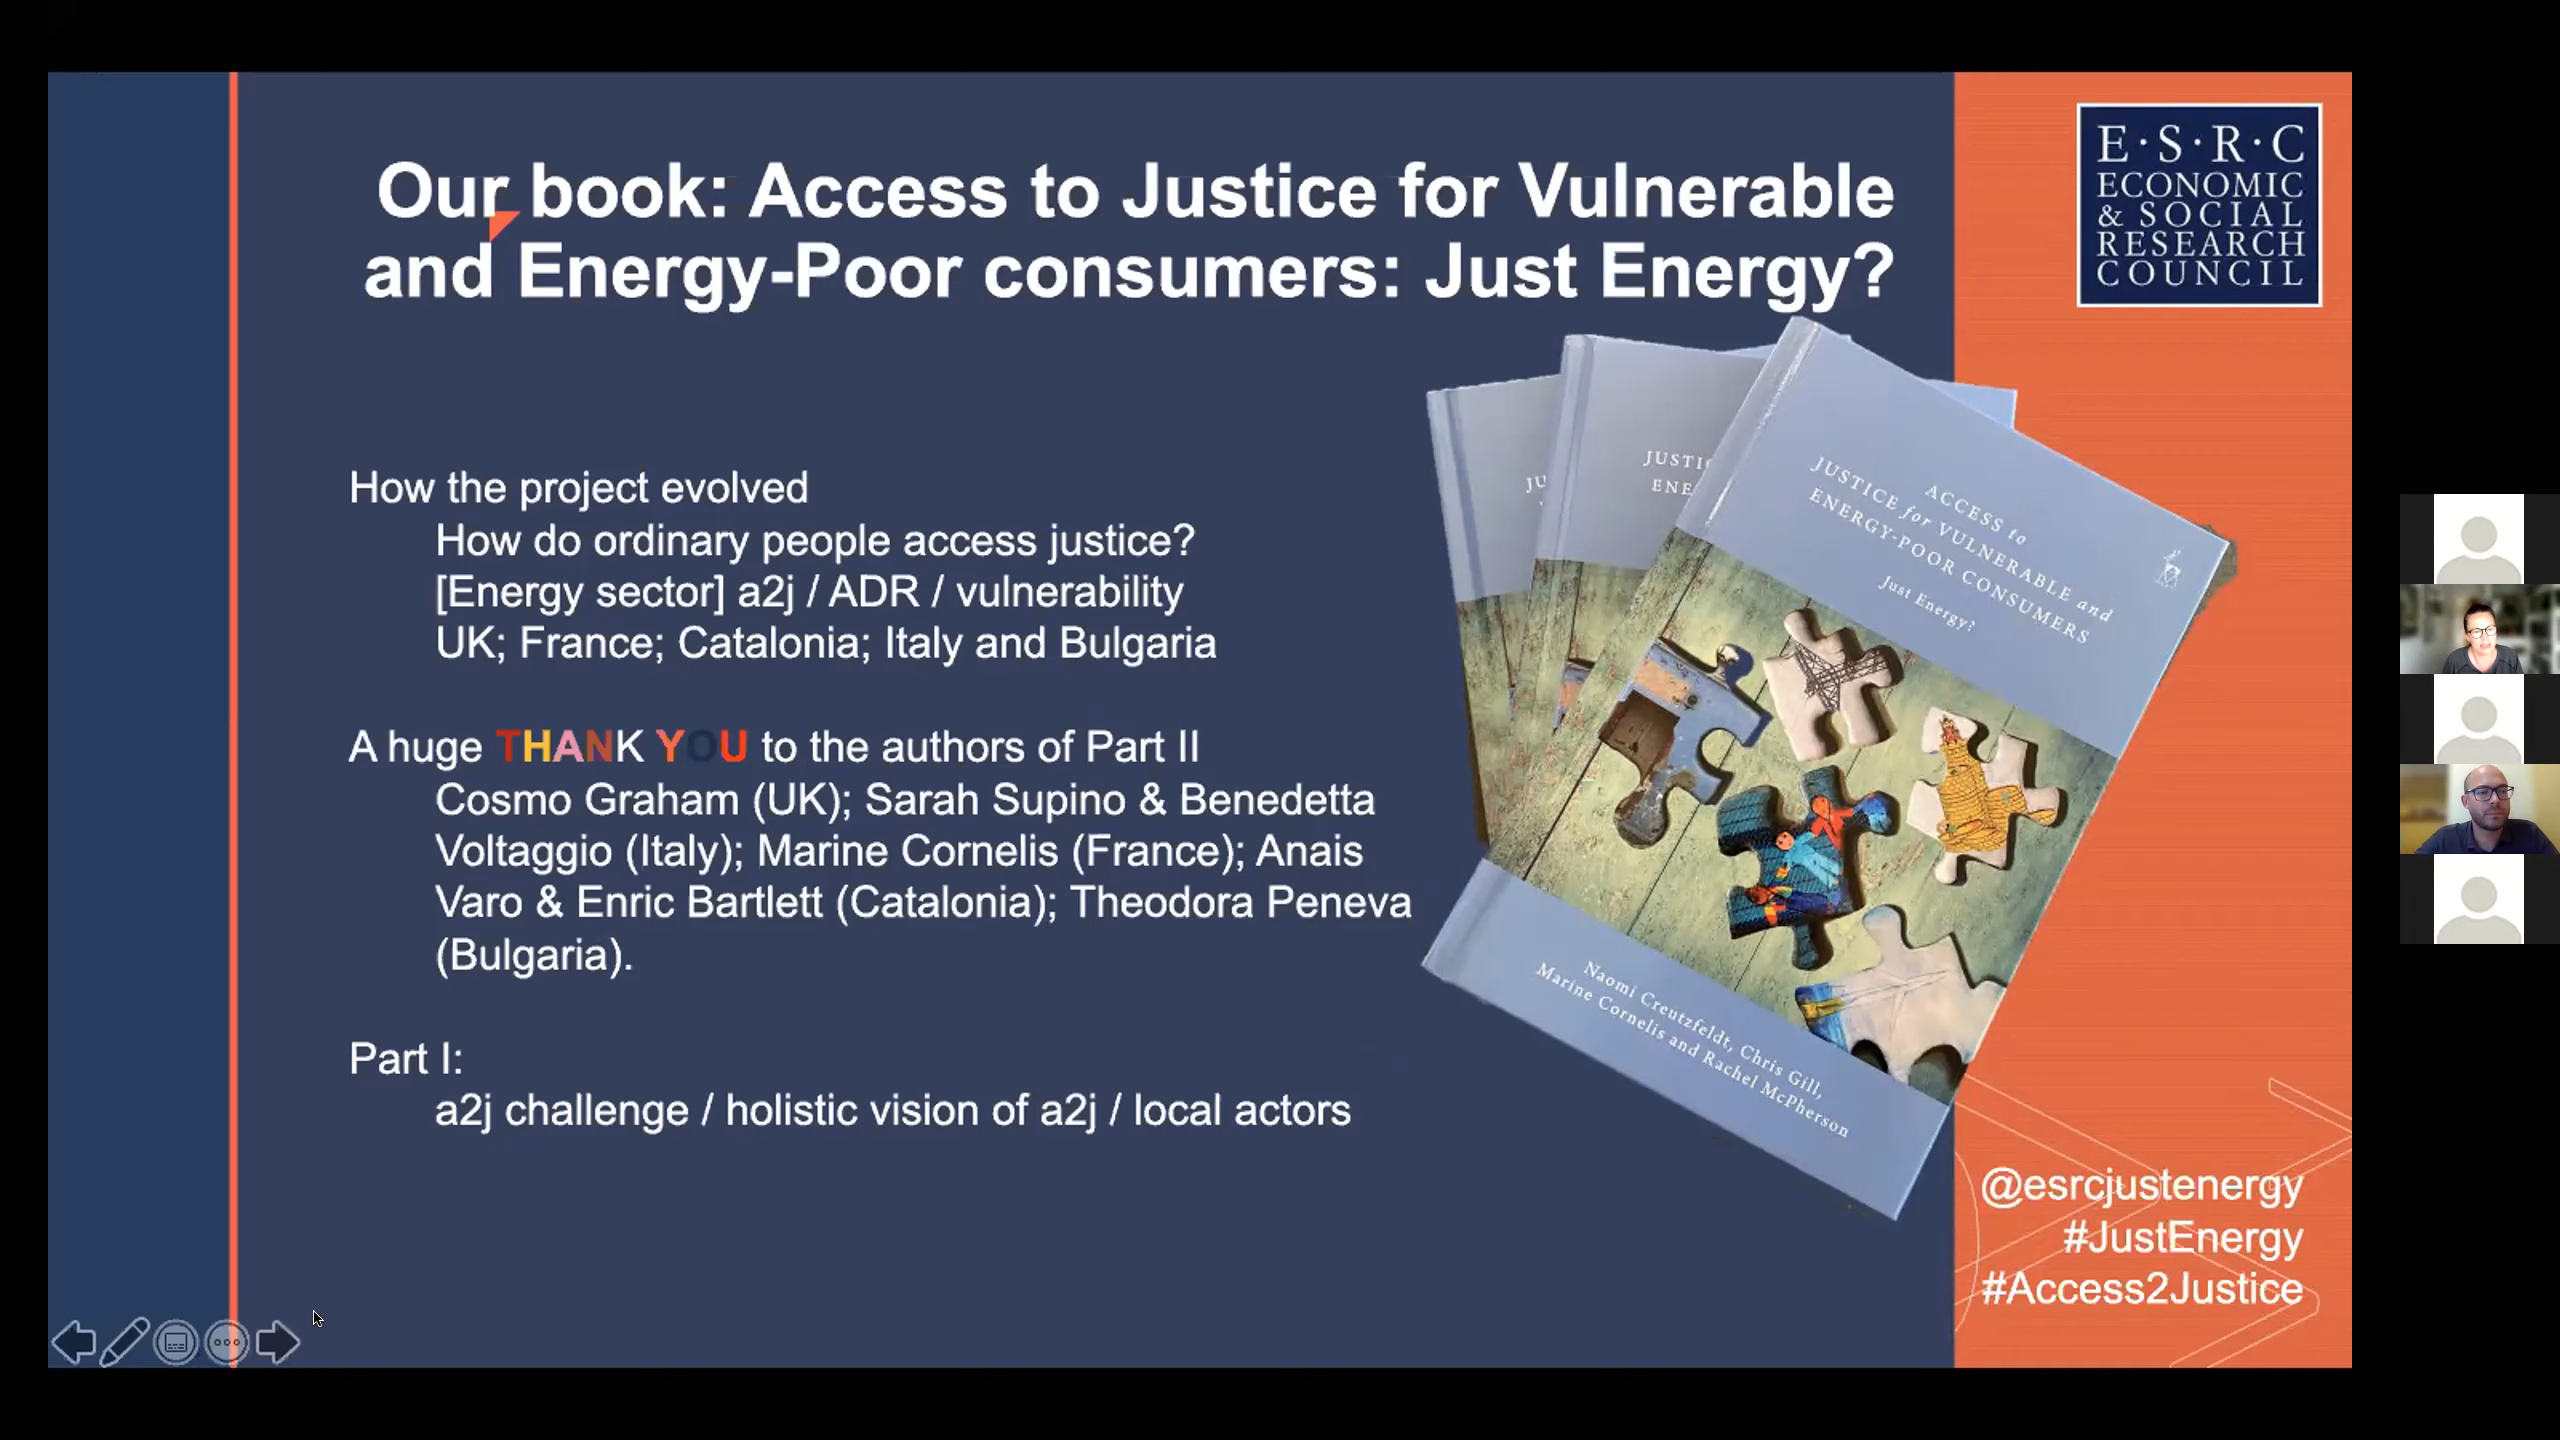 Our book: Access to Justice for Vulnerable
and Energy-Poor consumers: Just Energy?
E·S·R·C
ECONOMIC
& SOCIAL
RESEARCH
COUNCIL
How the project evolved
How do ordinary people access justice?
[Energy sector] a2j / ADR / vulnerability
UK; France; Catalonia; Italy and Bulgaria
A huge THANK YOU to the authors of Part II
Cosmo Graham (UK); Sarah Supino & Benedetta
Voltaggio (Italy); Marine Cornelis (France); Anais
Varo & Enric Bartlett (Catalonia); Theodora Peneva
(Bulgaria).
Part I:
a2j challenge / holistic vision of a2j / local actors
JU
JUSTI
ENE
ACCESS to
JUSTICE for VULNERABLE and
ENERGY-POOR CONSUMERS
Just Energy?
Naomi Creutzfeldt, Chris Gill,
Marine Cornelis and Rachel McPherson
@esrcjustenergy
#JustEnergy
#Access2Justice